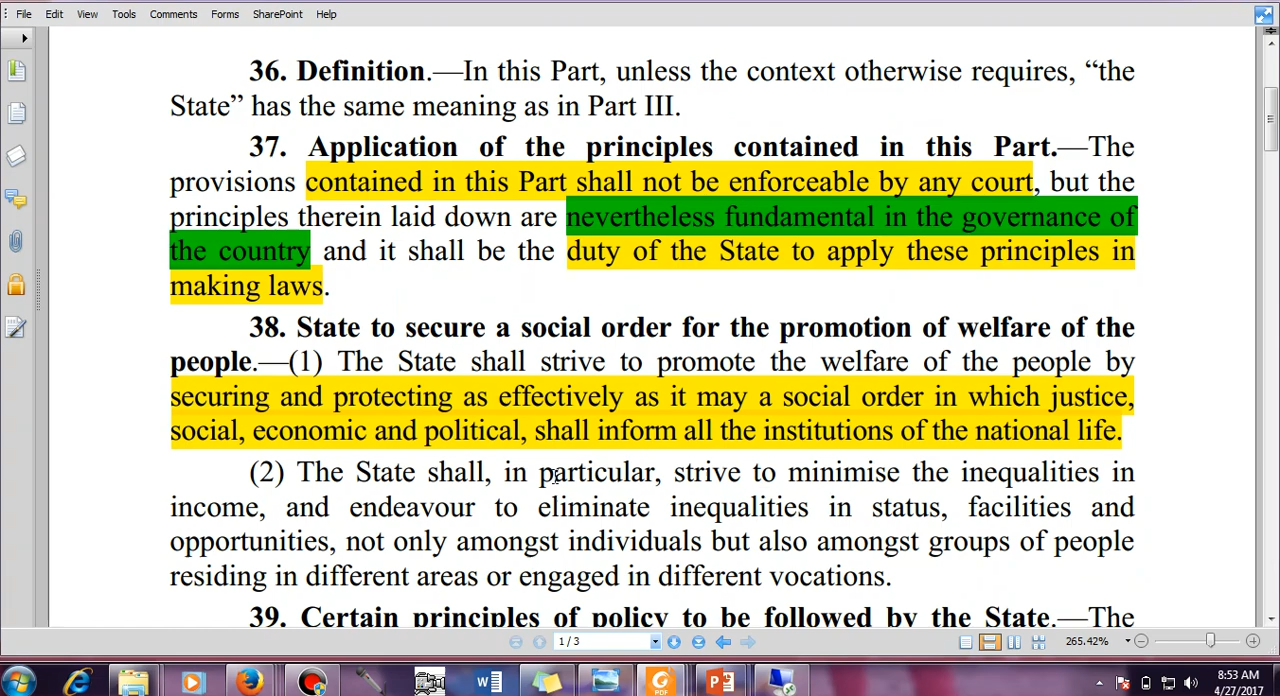 File Edit View Tools Comments Forms SharePoint Help
36. Definition.—In this Part, unless the context otherwise requires, “the
State” has the same meaning as in Part III.
37. Application of the principles contained in this Part.—The
provisions contained in this Part shall not be enforceable by any court, but the
principles therein laid down are nevertheless fundamental in the governance of
the country and it shall be the duty of the State to apply these principles in
making laws.
38. State to secure a social order for the promotion of welfare of the
people.—(1) The State shall strive to promote the welfare of the people by
securing and protecting as effectively as it may a social order in which justice,
social, economic and political, shall inform all the institutions of the national life.
(2) The State shall, in particular, strive to minimise the inequalities in
income, and endeavour to eliminate inequalities in status, facilities and
opportunities, not only amongst individuals but also amongst groups of people
residing in different areas or engaged in different vocations.
39. Certain principles of policy to be followed by the State.—The
1 / 3 265.42%
PDF
8:53 AM
4/27/2017